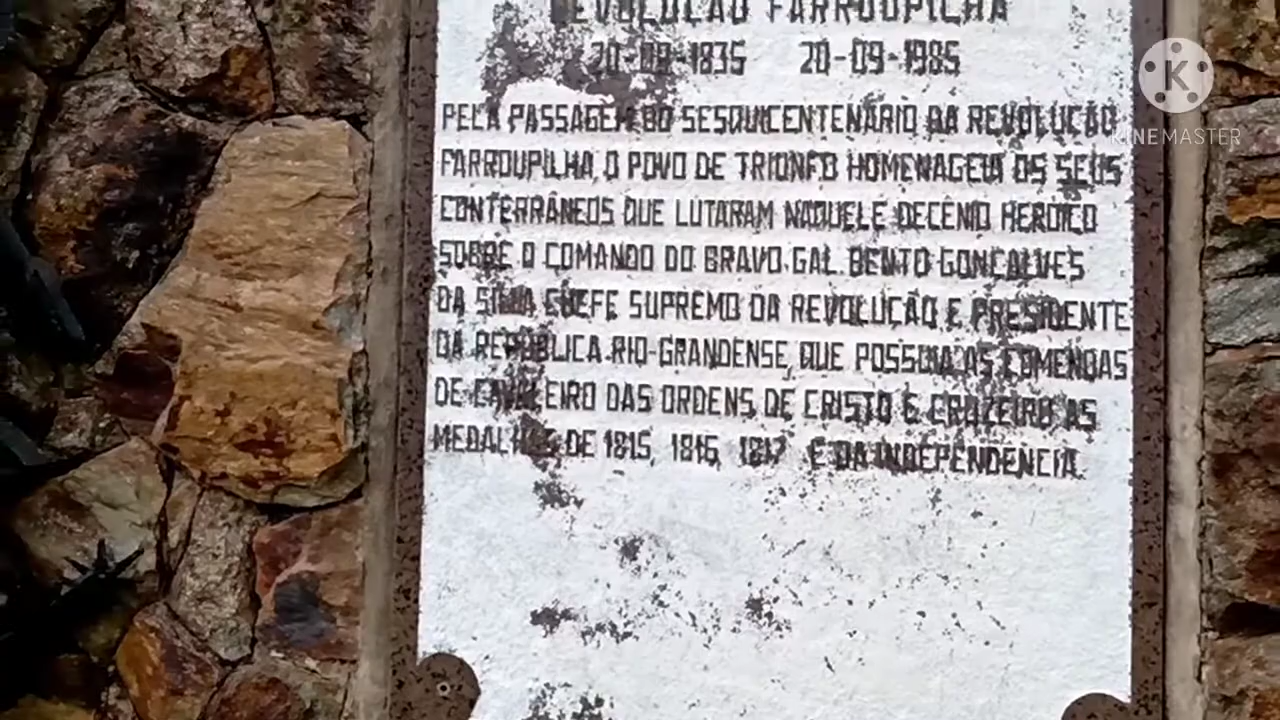 REVOLUÇÃO FARROUPILHA
20-09-1835 20-09-1985
PELA PASSAGEM DO SESQUICENTENÁRIO DA REVOLUÇÃO
FARROUPILHA, O POVO DE TRIUNFO HOMENAGEIA OS SEUS
CONTERRÂNEOS QUE LUTARAM NAQUELE DECÊNIO HERÓICO
SOBRE O COMANDO DO BRAVO GAL. BENTO GONÇALVES
DA SILVA CHEFE SUPREMO DA REVOLUÇÃO E PRESIDENTE
DA REPÚBLICA RIO-GRANDENSE, QUE POSSUIA AS COMENDAS
DE CAVALEIRO DAS ORDENS DE CRISTO E CRUZEIRO AS
MEDALHAS DE 1815, 1816, 1817 E DA INDEPENDENCIA.
K
KINEMASTER